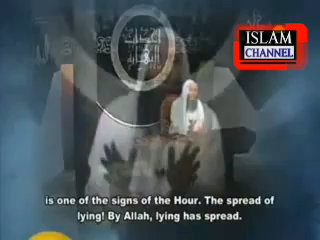 ISLAM
CHANNEL
is one of the signs of the Hour. The spread of
lying! By Allah, lying has spread.